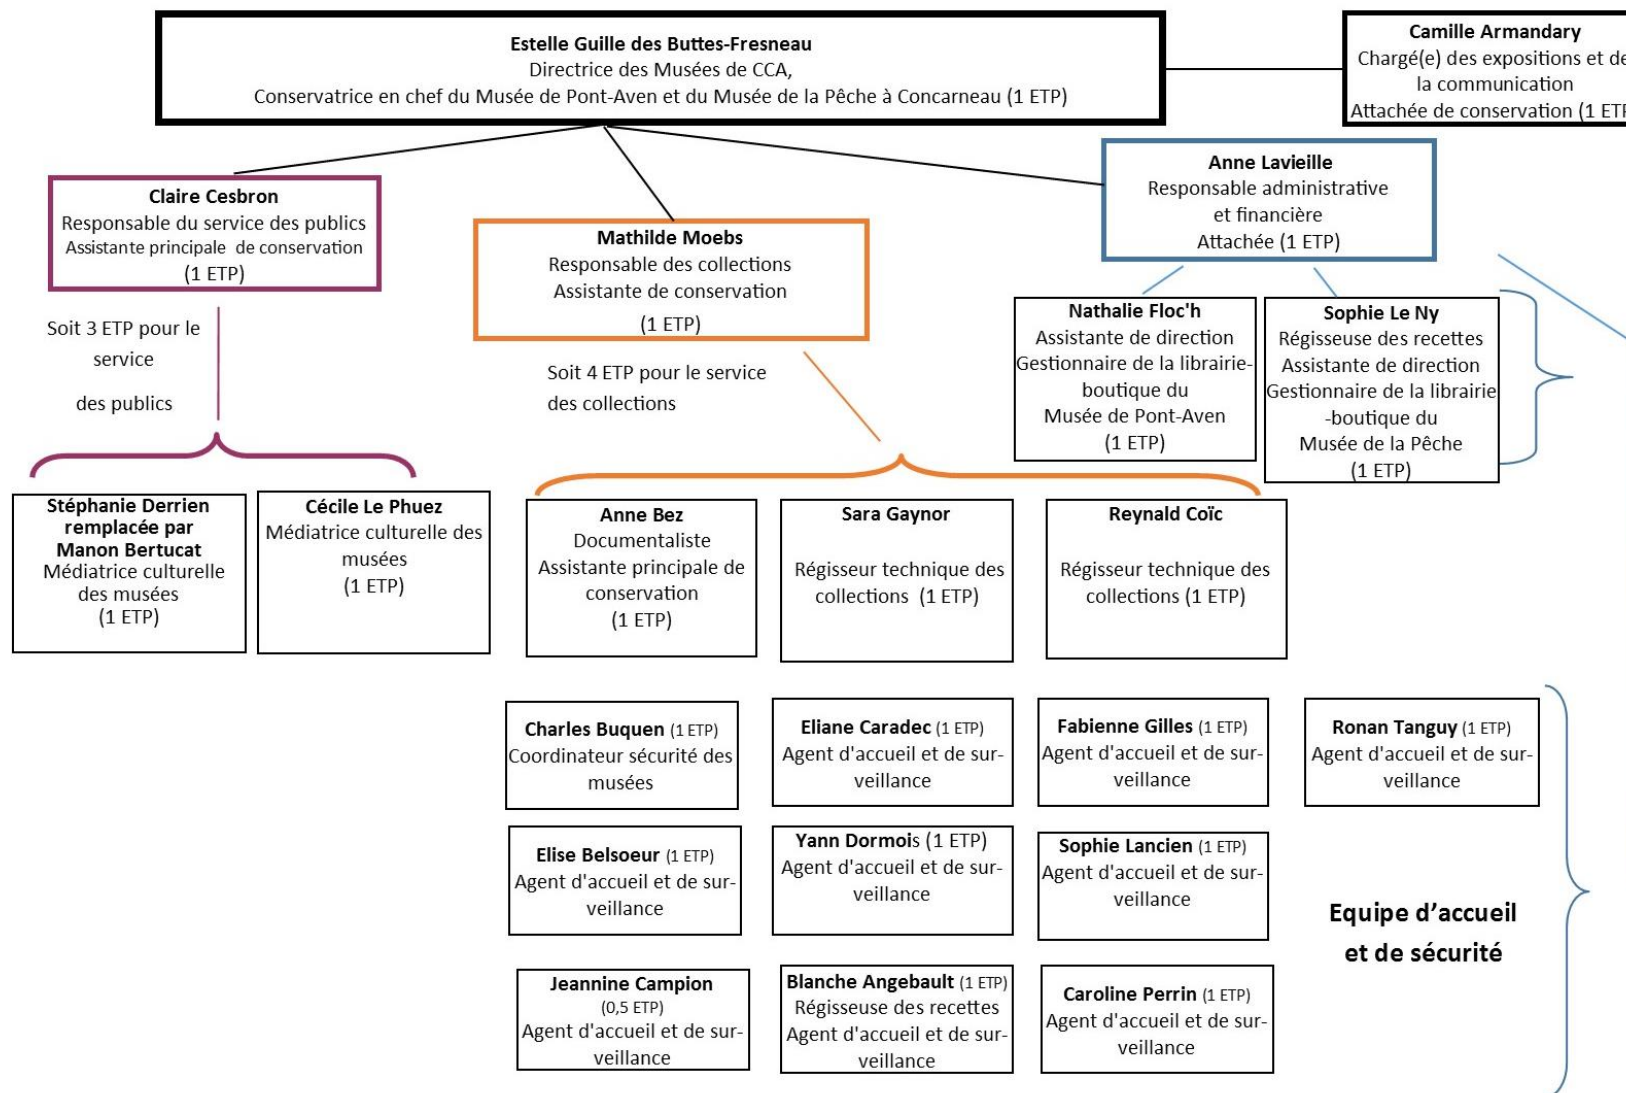 Estelle Guille des Buttes-Fresneau
Directrice des Musées de CCA,
Conservatrice en chef du Musée de Pont-Aven et du Musée de la Pêche à Concarneau (1 ETP)
Camille Armandary
Chargé(e) des expositions et de
la communication
Attachée de conservation (1 ETP
Claire Cesbron
Responsable du service des publics
Assistante principale de conservation
(1 ETP)
Mathilde Moebs
Responsable des collections
Assistante de conservation
(1 ETP)
Anne Lavieille
Responsable administrative
et financière
Attachée (1 ETP)
Soit 3 ETP pour le
service
des publics
Soit 4 ETP pour le service
des collections
Nathalie Floc'h
Assistante de direction
Gestionnaire de la librairie-
boutique du
Musée de Pont-Aven
(1 ETP)
Sophie Le Ny
Régisseuse des recettes
Assistante de direction
Gestionnaire de la librairie
-boutique du
Musée de la Pêche
(1 ETP)
Stéphanie Derrien
remplacée par
Manon Bertucat
Médiatrice culturelle
des musées
(1 ETP)
Cécile Le Phuez
Médiatrice culturelle des
musées
(1 ETP)
Anne Bez
Documentaliste
Assistante principale de
conservation
(1 ETP)
Sara Gaynor
Régisseur technique des
collections (1 ETP)
Reynald Coïc
Régisseur technique des
collections (1 ETP)
Charles Buquen (1 ETP)
Coordinateur sécurité des
musées
Eliane Caradec (1 ETP)
Agent d'accueil et de sur-
veillance
Fabienne Gilles (1 ETP)
Agent d'accueil et de sur-
veillance
Ronan Tanguy (1 ETP)
Agent d'accueil et de sur-
veillance
Elise Belsoeur (1 ETP)
Agent d'accueil et de sur-
veillance
Yann Dormois (1 ETP)
Agent d'accueil et de sur-
veillance
Sophie Lancien (1 ETP)
Agent d'accueil et de sur-
veillance
Equipe d’accueil
et de sécurité
Jeannine Campion
(0,5 ETP)
Agent d'accueil et de sur-
veillance
Blanche Angebault (1 ETP)
Régisseuse des recettes
Agent d'accueil et de sur-
veillance
Caroline Perrin (1 ETP)
Agent d'accueil et de sur-
veillance